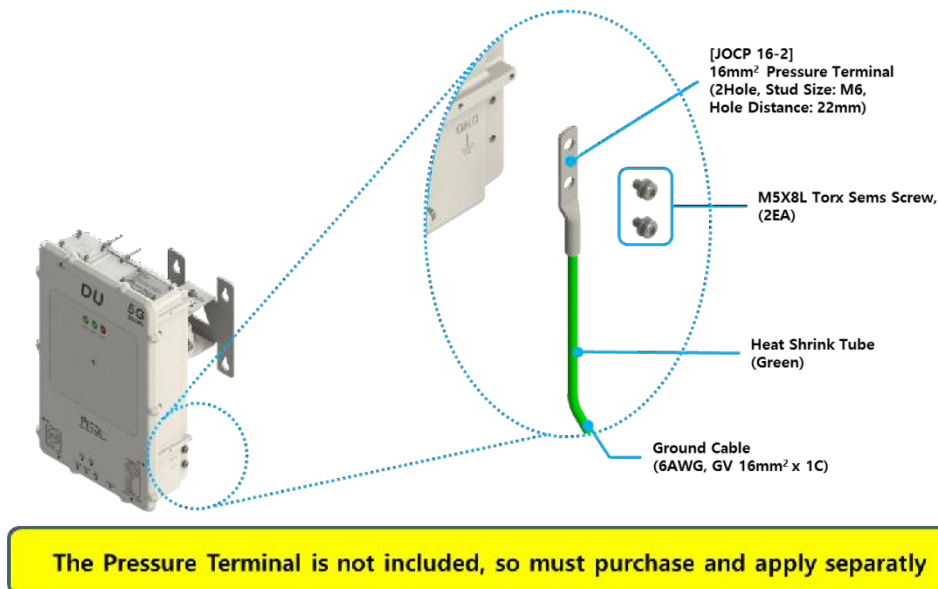 [JOCP 16-2]
16mm² Pressure Terminal
(2Hole, Stud Size: M6,
Hole Distance: 22mm)
M5X8L Torx Sems Screw,
(2EA)
DU
5G
Heat Shrink Tube
(Green)
Ground Cable
(6AWG, GV 16mm² x 1C)
The Pressure Terminal is not included, so must purchase and apply separatly